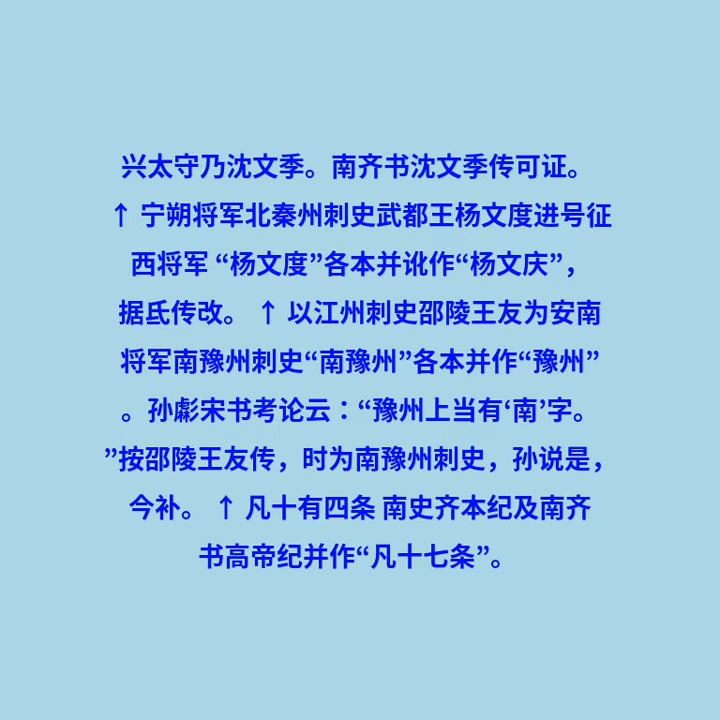 兴太守乃沈文季。南齐书沈文季传可证。
↑ 宁朔将军北秦州刺史武都王杨文度进号征
西将军 “杨文度”各本并讹作“杨文庆”，
据氐传改。 ↑ 以江州刺史邵陵王友为安南
将军南豫州刺史“南豫州”各本并作“豫州”
。孙虨宋书考论云：“豫州上当有‘南’字。
”按邵陵王友传，时为南豫州刺史，孙说是，
今补。 ↑ 凡十有四条 南史齐本纪及南齐
书高帝纪并作“凡十七条”。